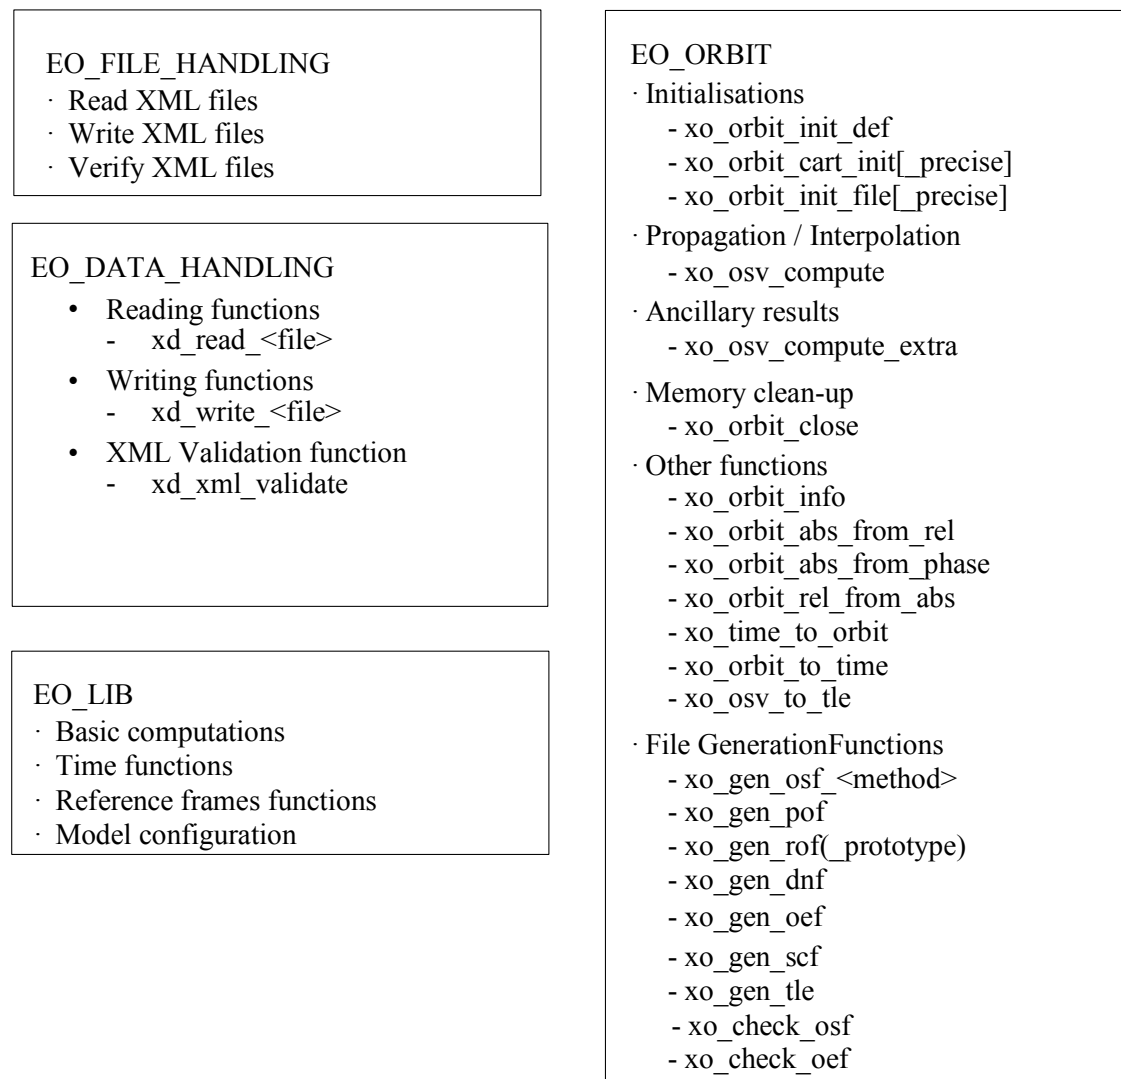 EO_FILE_HANDLING
· Read XML files
· Write XML files
· Verify XML files
EO_DATA_HANDLING
• Reading functions
- xd_read_<file>
• Writing functions
- xd_write_<file>
• XML Validation function
- xd_xml_validate
EO_LIB
· Basic computations
· Time functions
· Reference frames functions
· Model configuration
EO_ORBIT
· Initialisations
- xo_orbit_init_def
- xo_orbit_cart_init[_precise]
- xo_orbit_init_file[_precise]
· Propagation / Interpolation
- xo_osv_compute
· Ancillary results
- xo_osv_compute_extra
· Memory clean-up
- xo_orbit_close
· Other functions
- xo_orbit_info
- xo_orbit_abs_from_rel
- xo_orbit_abs_from_phase
- xo_orbit_rel_from_abs
- xo_time_to_orbit
- xo_orbit_to_time
- xo_osv_to_tle
· File GenerationFunctions
- xo_gen_osf_<method>
- xo_gen_pof
- xo_gen_rof(_prototype)
- xo_gen_dnf
- xo_gen_oef
- xo_gen_scf
- xo_gen_tle
- xo_check_osf
- xo_check_oef